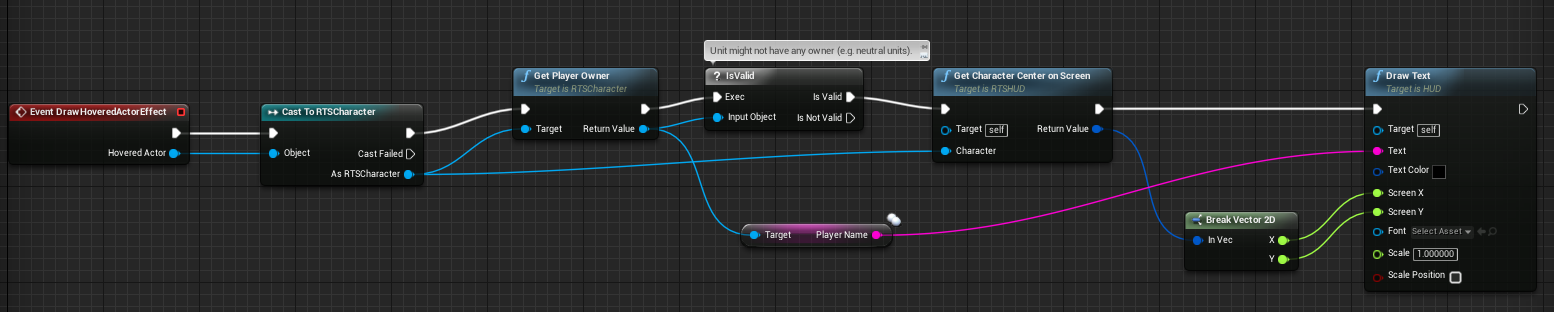 Unit might not have any owner (e.g. neutral units).
Event DrawHoveredActorEffect
Hovered Actor
Cast To RTSCharacter
Object
Cast Failed
As RTSCharacter
Get Player Owner
Target is RTSCharacter
Target
Return Value
IsValid
Exec
Is Valid
Input Object
Is Not Valid
Target
Player Name
Get Character Center on Screen
Target is RTSHUD
Target self
Return Value
Character
Break Vector 2D
In Vec
X
Y
Draw Text
Target is HUD
Target self
Text
Text Color
Screen X
Screen Y
Font Select Asset
Scale 1.000000
Scale Position